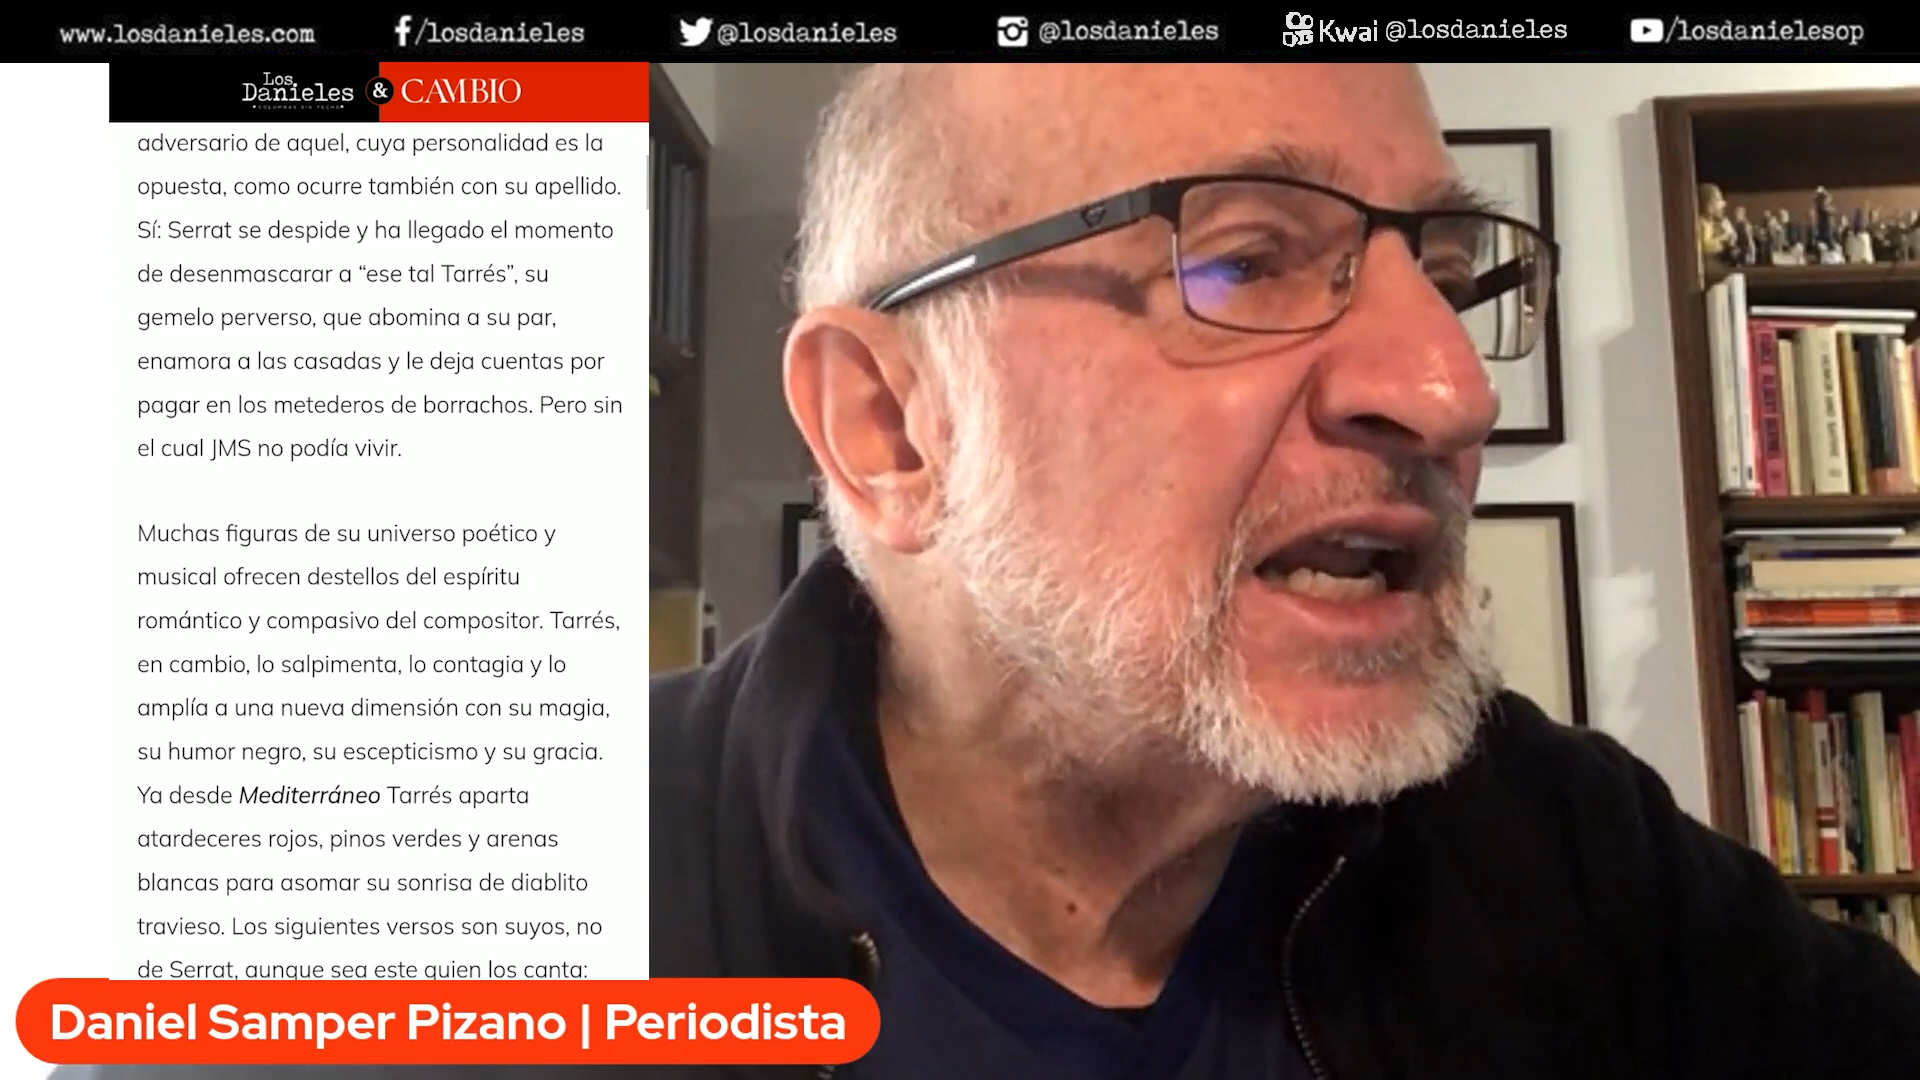 www.losdanieles.com
/losdanieles
@losdanieles
@losdanieles
Kwai @losdanieles
/losdanielesop
Los Danieles
COLUMNAS SIN TECHO
& CAMBIO
adversario de aquel, cuya personalidad es la
opuesta, como ocurre también con su apellido.
Sí: Serrat se despide y ha llegado el momento
de desenmascarar a “ese tal Tarrés”, su
gemelo perverso, que abomina a su par,
enamora a las casadas y le deja cuentas por
pagar en los metederos de borrachos. Pero sin
el cual JMS no podía vivir.
Muchas figuras de su universo poético y
musical ofrecen destellos del espíritu
romántico y compasivo del compositor. Tarrés,
en cambio, lo salpimenta, lo contagia y lo
amplía a una nueva dimensión con su magia,
su humor negro, su escepticismo y su gracia.
Ya desde Mediterráneo Tarrés aparta
atardeceres rojos, pinos verdes y arenas
blancas para asomar su sonrisa de diablito
travieso. Los siguientes versos son suyos, no
de Serrat, aunque sea este quien los canta:
Daniel Samper Pizano | Periodista